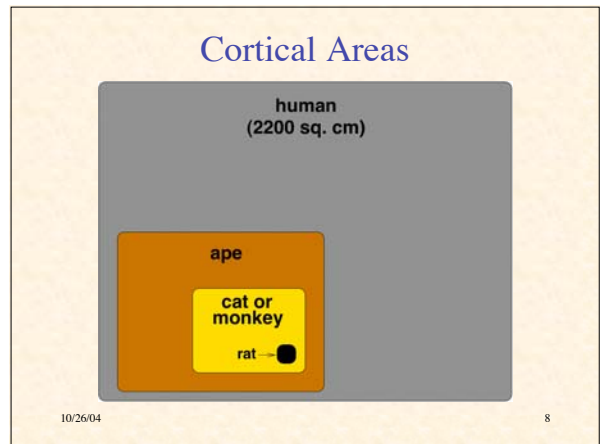 Cortical Areas
human
(2200 sq. cm)
ape
cat or
monkey
rat
10/26/04
8